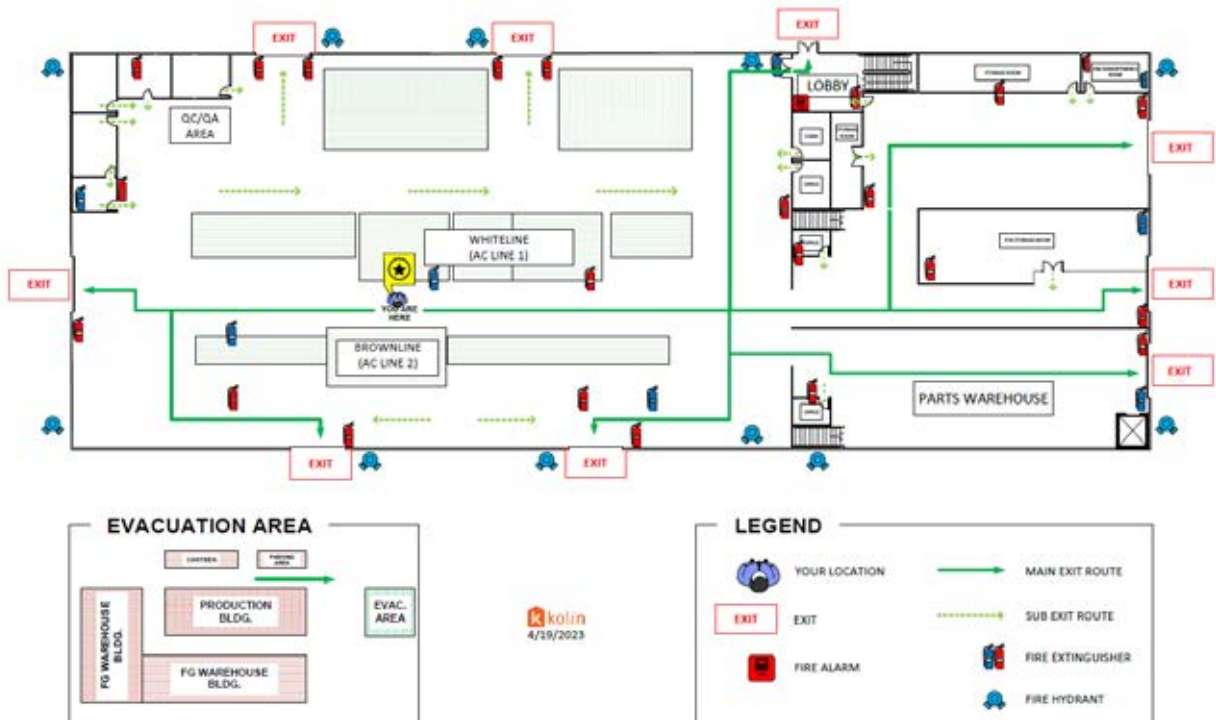 EXIT
EXIT
EXIT
LOBBY
STORAGE ROOM
QC/QA
AREA
EXIT
WHITELINE
(AC LINE 1)
EXIT
YOU ARE
HERE
EXIT
BROWNLINE
(AC LINE 2)
EXIT
PARTS WAREHOUSE
OFFICE
EXIT
EXIT
EVACUATION AREA
CANTEEN
PARKING
AREA
FG WAREHOUSE
BLDG.
PRODUCTION
BLDG.
EVAC.
AREA
FG WAREHOUSE
BLDG.
kolin
4/19/2023
LEGEND
YOUR LOCATION
MAIN EXIT ROUTE
EXIT
EXIT
SUB EXIT ROUTE
FIRE ALARM
FIRE EXTINGUISHER
FIRE HYDRANT